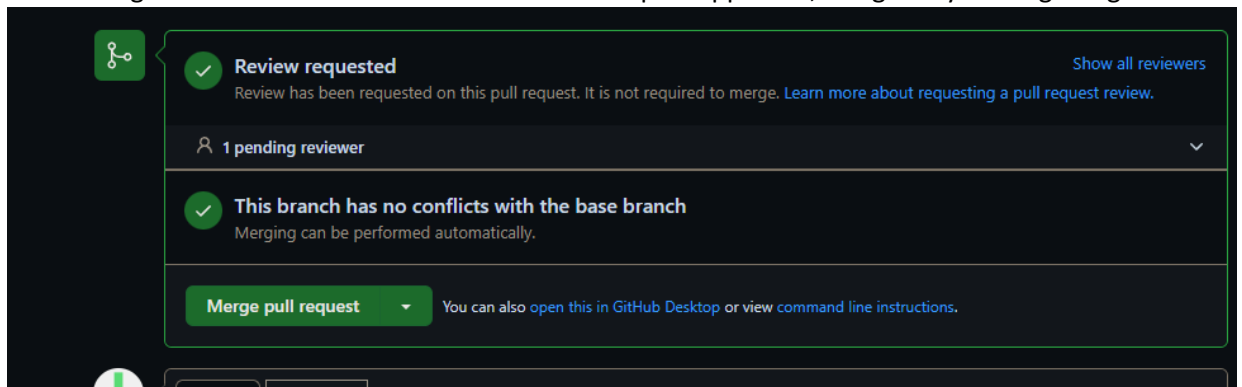 Review requested
Show all reviewers
Review has been requested on this pull request. It is not required to merge. Learn more about requesting a pull request review.
1 pending reviewer
This branch has no conflicts with the base branch
Merging can be performed automatically.
Merge pull request
You can also open this in GitHub Desktop or view command line instructions.